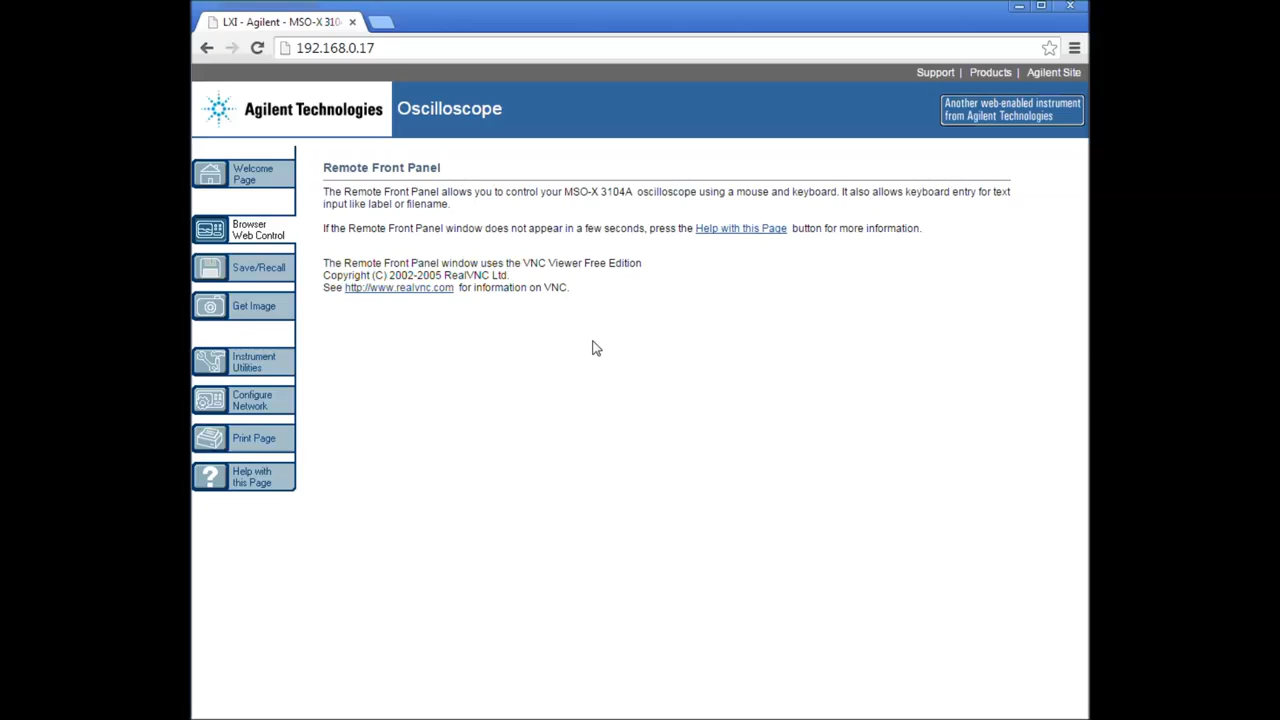 LXI - Agilent - MSO-X 310
192.168.0.17
Support | Products | Agilent Site
Agilent Technologies
Oscilloscope
Another web-enabled instrument
from Agilent Technologies
Welcome
Page
Browser
Web Control
Save/Recall
Get Image
Instrument
Utilities
Configure
Network
Print Page
Help with
this Page
Remote Front Panel
The Remote Front Panel allows you to control your MSO-X 3104A oscilloscope using a mouse and keyboard. It also allows keyboard entry for text
input like label or filename.
If the Remote Front Panel window does not appear in a few seconds, press the Help with this Page button for more information.
The Remote Front Panel window uses the VNC Viewer Free Edition
Copyright (C) 2002-2005 RealVNC Ltd.
See http://www.realvnc.com for information on VNC.